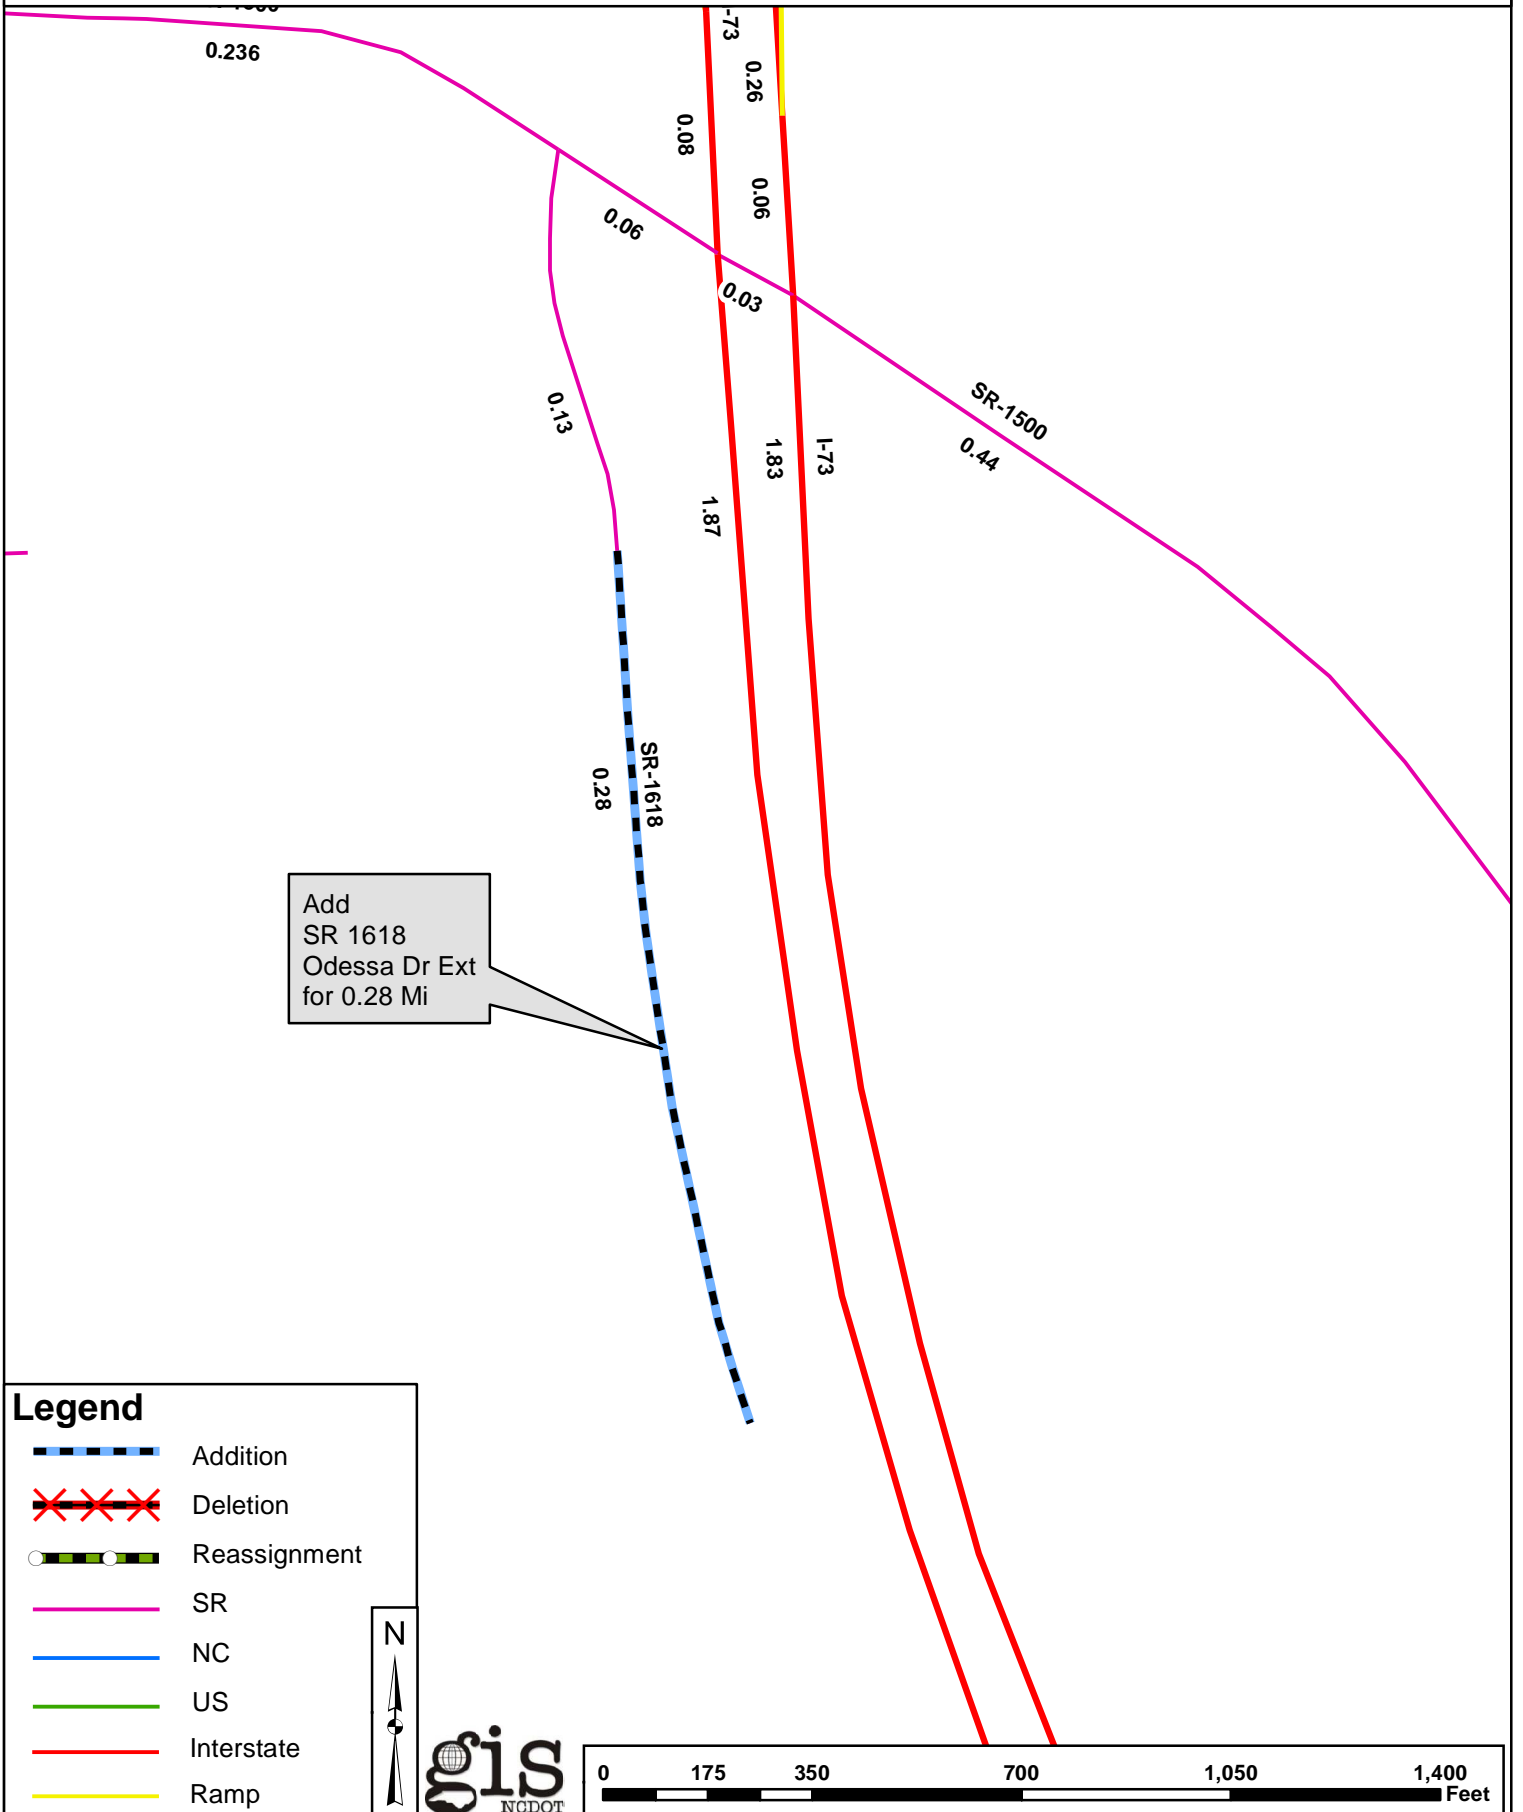 0.236
-73
0.26
0.08
0.06
0.06
0.03
SR-1500
0.44
0.13
1.83
I-73
1.87
SR-1618
0.28
Add
SR 1618
Odessa Dr Ext
for 0.28 Mi
Legend
Addition
Deletion
Reassignment
SR
NC
US
Interstate
Ramp
N
gis
NCDOT
0 175 350 700 1,050 1,400
Feet